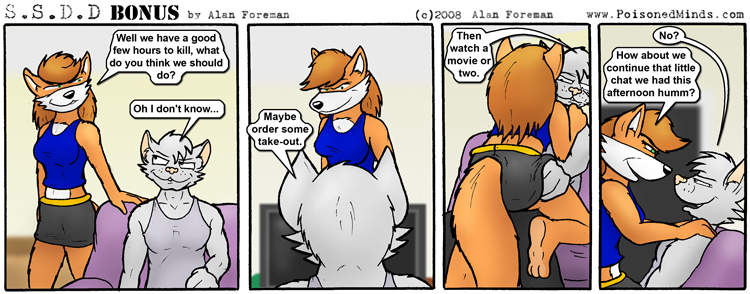 S.S.D.D BONUS by Alan Foreman (c)2008 Alan Foreman www.PoisonedMinds.com
Well we have a good
few hours to kill, what
do you think we should
do?
Oh I don't know...
Maybe
order some
take-out.
Then
watch a
movie or
two.
No?
How about we
continue that little
chat we had this
afternoon humm?